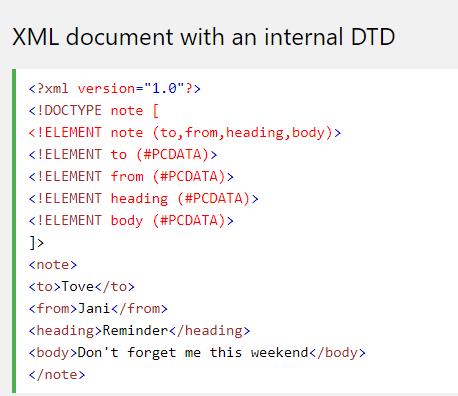 XML document with an internal DTD
<?xml version="1.0"?>
<!DOCTYPE note [
<!ELEMENT note (to,from,heading,body)>
<!ELEMENT to (#PCDATA)>
<!ELEMENT from (#PCDATA)>
<!ELEMENT heading (#PCDATA)>
<!ELEMENT body (#PCDATA)>
]>
<note>
<to>Tove</to>
<from>Jani</from>
<heading>Reminder</heading>
<body>Don't forget me this weekend</body>
</note>